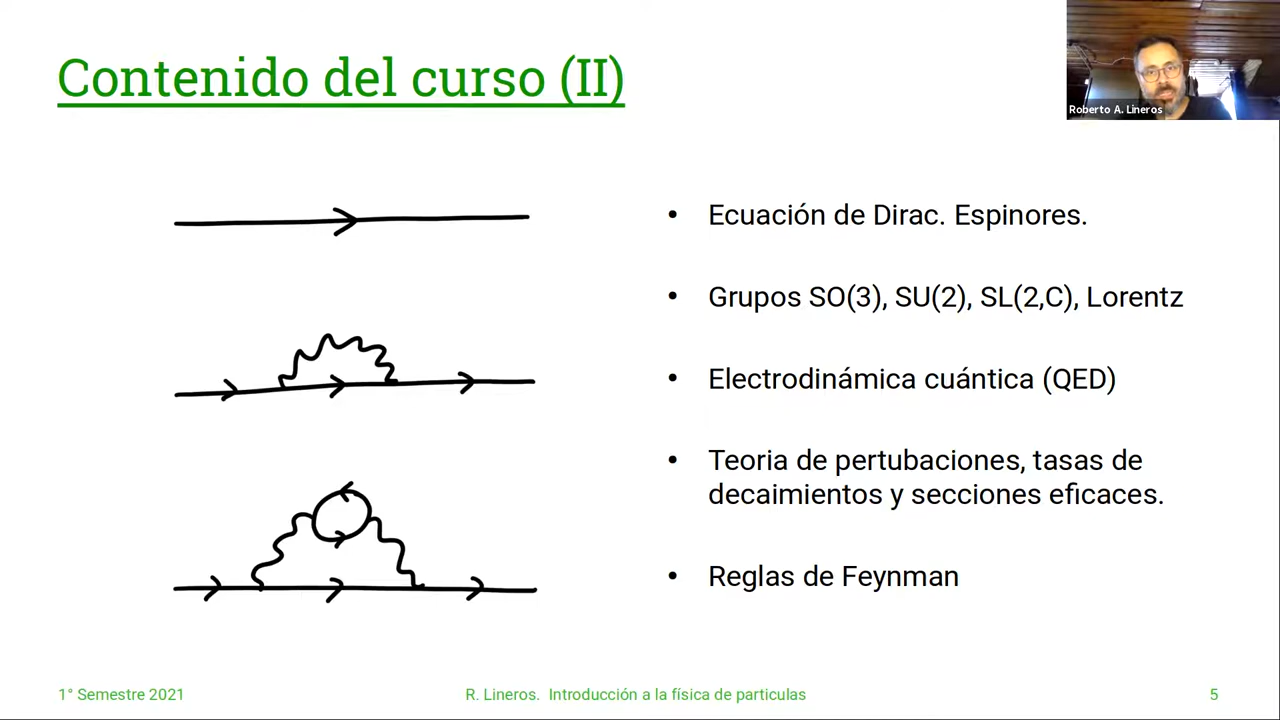 Contenido del curso (II)
Roberto A. Lineros
• Ecuación de Dirac. Espinores.
• Grupos SO(3), SU(2), SL(2,C), Lorentz
• Electrodinámica cuántica (QED)
• Teoria de pertubaciones, tasas de
decaimientos y secciones eficaces.
• Reglas de Feynman
1° Semestre 2021
R. Lineros. Introducción a la física de particulas
5